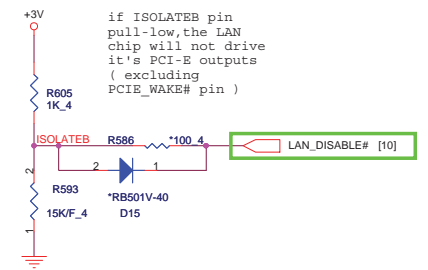 +3V
if ISOLATEB pin
pull-low,the LAN
chip will not drive
it's PCI-E outputs
( excluding
PCIE_WAKE# pin )
R605
1K_4
ISOLATEB
R586
*100_4
LAN_DISABLE# [10]
2
1
2
R593
15K/F_4
1
*RB501V-40
D15